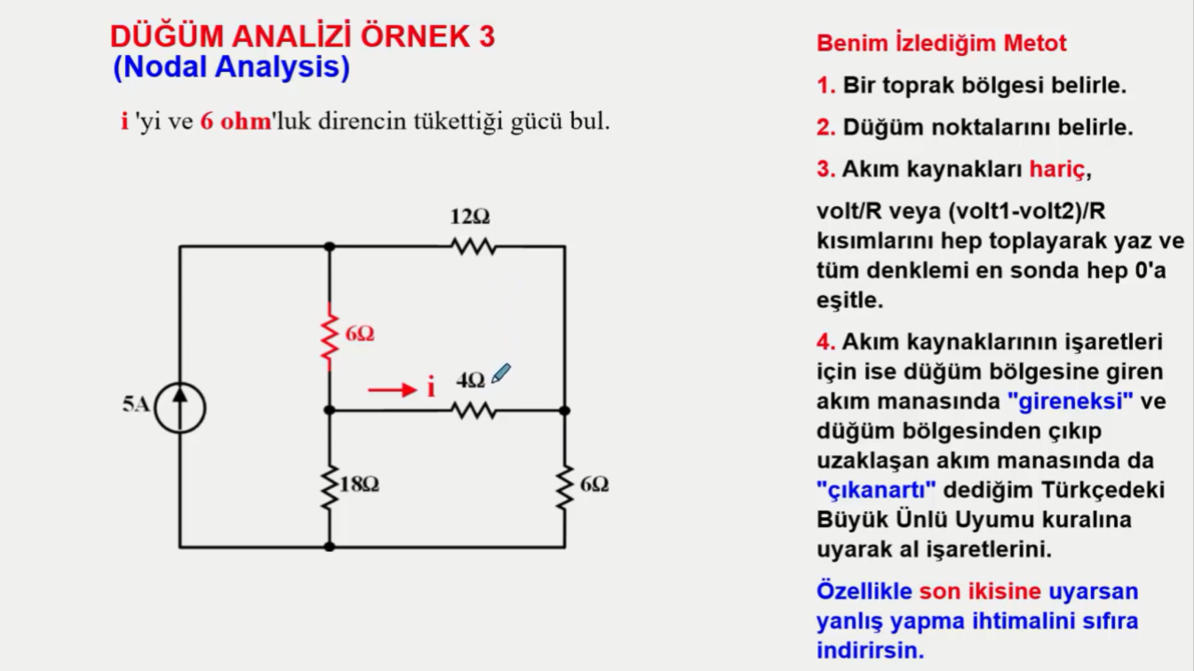 DÜĞÜM ANALİZİ ÖRNEK 3
(Nodal Analysis)
i 'yi ve 6 ohm'luk direncin tükettiği gücü bul.
12Ω
6Ω
i
4Ω
5A
18Ω
6Ω
Benim İzlediğim Metot
1. Bir toprak bölgesi belirle.
2. Düğüm noktalarını belirle.
3. Akım kaynakları hariç,
volt/R veya (volt1-volt2)/R
kısımlarını hep toplayarak yaz ve
tüm denklemi en sonda hep 0'a
eşitle.
4. Akım kaynaklarının işaretleri
için ise düğüm bölgesine giren
akım manasında "gireneksi" ve
düğüm bölgesinden çıkıp
uzaklaşan akım manasında da
"çıkanartı" dediğim Türkçedeki
Büyük Ünlü Uyumu kuralına
uyarak al işaretlerini.
Özellikle son ikisine uyarsan
yanlış yapma ihtimalini sıfıra
indirirsin.